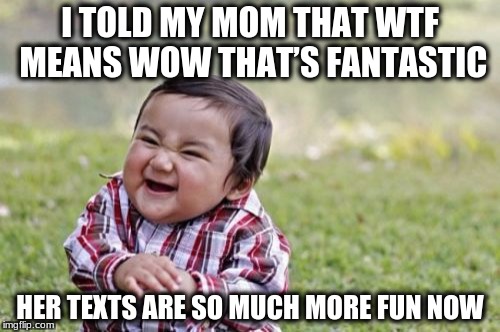 I TOLD MY MOM THAT WTF
MEANS WOW THAT’S FANTASTIC
HER TEXTS ARE SO MUCH MORE FUN NOW
imgflip.com